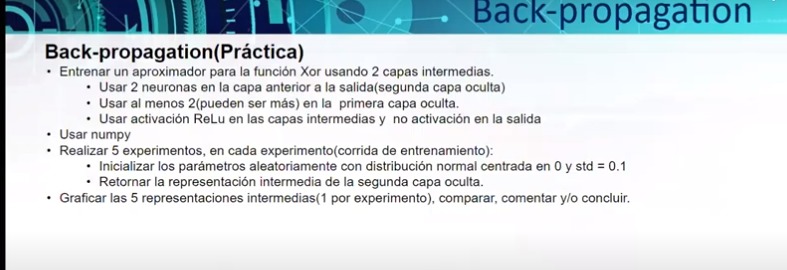 Back-propagation
Back-propagation(Práctica)
• Entrenar un aproximador para la función Xor usando 2 capas intermedias.
• Usar 2 neuronas en la capa anterior a la salida(segunda capa oculta)
• Usar al menos 2(pueden ser más) en la primera capa oculta.
• Usar activación ReLu en las capas intermedias y no activación en la salida
• Usar numpy
• Realizar 5 experimentos, en cada experimento(corrida de entrenamiento):
• Inicializar los parámetros aleatoriamente con distribución normal centrada en 0 y std = 0.1
• Retornar la representación intermedia de la segunda capa oculta.
• Graficar las 5 representaciones intermedias(1 por experimento), comparar, comentar y/o concluir.